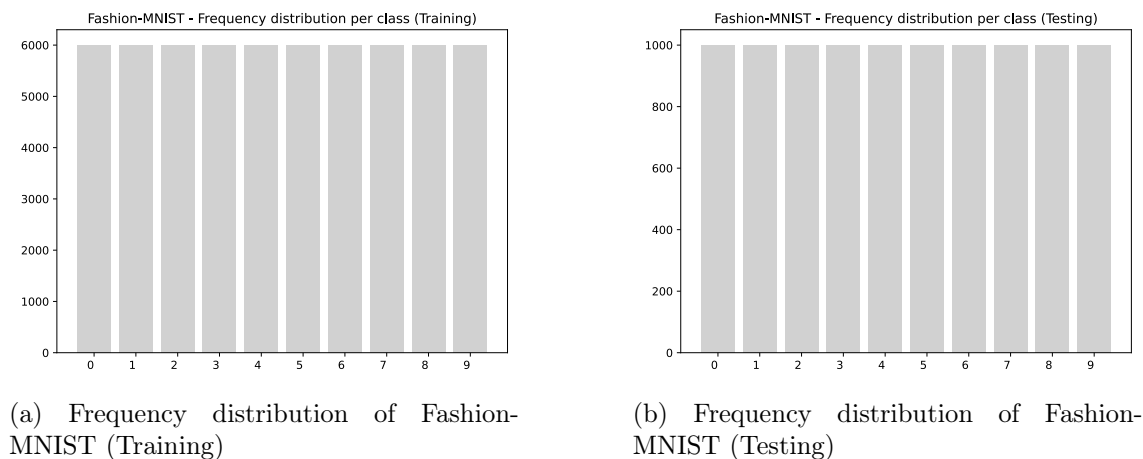 Fashion-MNIST - Frequency distribution per class (Training)
6000
5000
4000
3000
2000
1000
0
0 1 2 3 4 5 6 7 8 9
(a) Frequency distribution of Fashion-
MNIST (Training)
Fashion-MNIST - Frequency distribution per class (Testing)
1000
800
600
400
200
0
0 1 2 3 4 5 6 7 8 9
(b) Frequency distribution of Fashion-
MNIST (Testing)